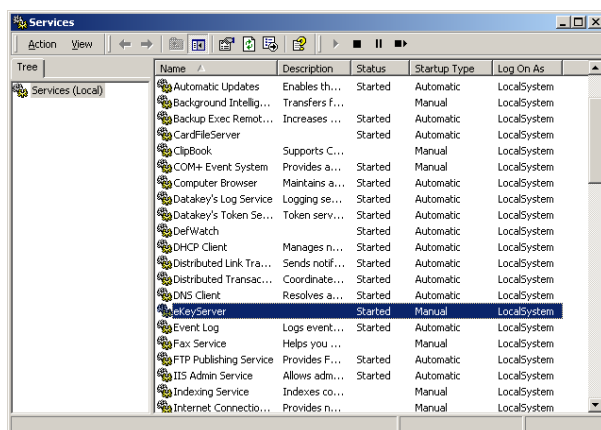 Services
Action View
Tree
Services (Local)
Name Description Status Startup Type Log On As
Automatic Updates Enables th... Started Automatic LocalSystem
Background Intellig... Transfers f... Manual LocalSystem
Backup Exec Remot... Increases ... Started Automatic LocalSystem
CardFileServer Started Automatic LocalSystem
ClipBook Supports C... Manual LocalSystem
COM+ Event System Provides a... Started Manual LocalSystem
Computer Browser Maintains a... Started Automatic LocalSystem
Datakey's Log Service Logging se... Started Automatic LocalSystem
Datakey's Token Se... Token serv... Started Automatic LocalSystem
DefWatch Started Automatic LocalSystem
DHCP Client Manages n... Started Automatic LocalSystem
Distributed Link Tra... Sends notif... Started Automatic LocalSystem
Distributed Transac... Coordinate... Started Automatic LocalSystem
DNS Client Resolves a... Started Automatic LocalSystem
eKeyServer Started Manual LocalSystem
Event Log Logs event... Started Automatic LocalSystem
Fax Service Helps you ... Manual LocalSystem
FTP Publishing Service Provides F... Started Automatic LocalSystem
IIS Admin Service Allows adm... Started Automatic LocalSystem
Indexing Service Indexes co... Manual LocalSystem
Internet Connectio... Provides n... Manual LocalSystem